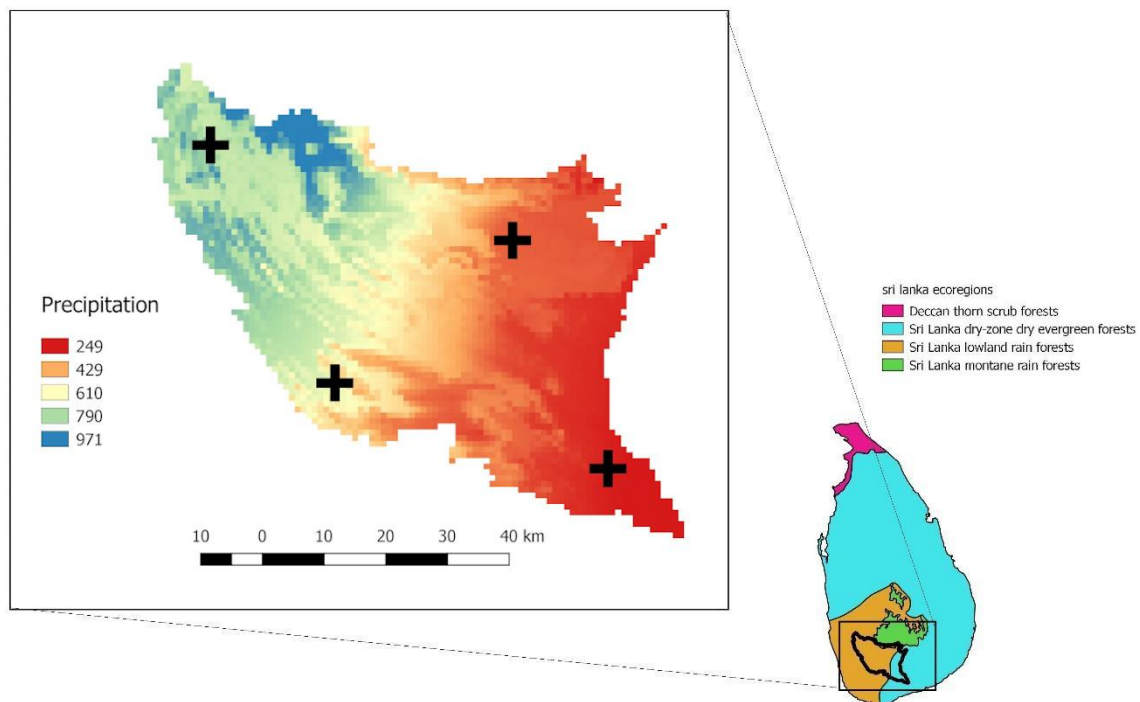 Precipitation
249
429
610
790
971
10 0 10 20 30 40 km
sri lanka ecoregions
Deccan thorn scrub forests
Sri Lanka dry-zone dry evergreen forests
Sri Lanka lowland rain forests
Sri Lanka montane rain forests